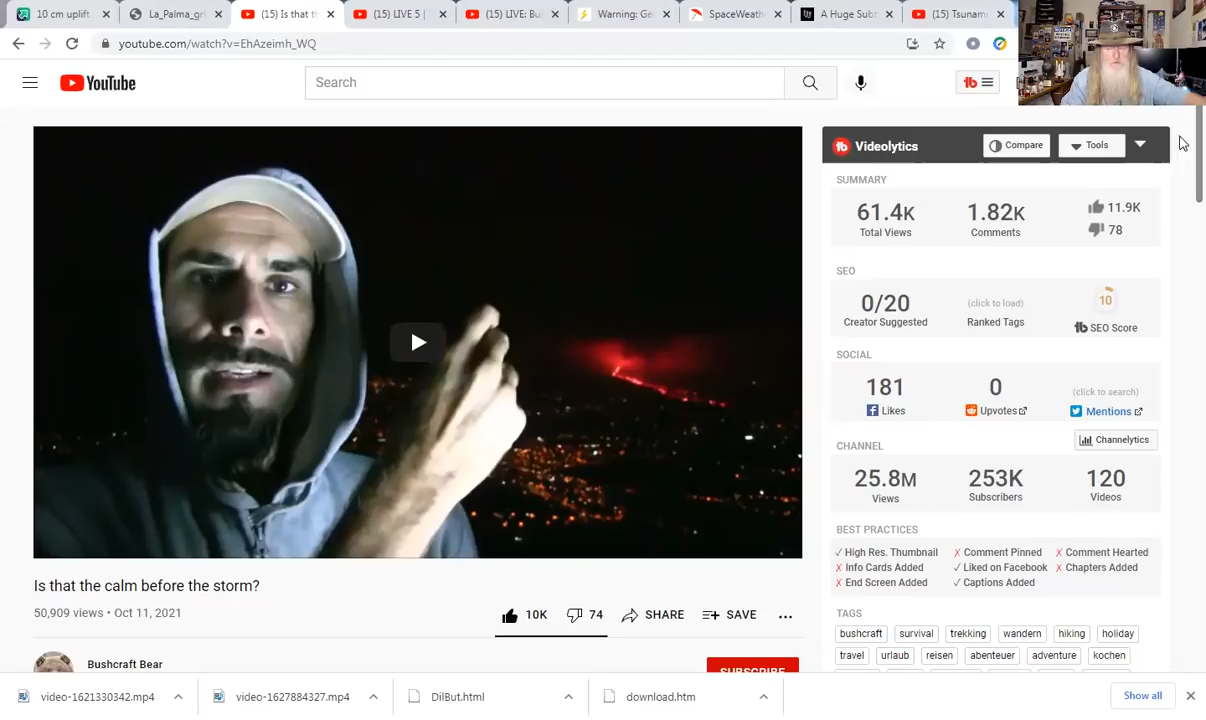 10 cm uplift
La_Palma_gri
(15) Is that th
(15) LIVE 5 |
(15) LIVE: Bu
Warning: Ge
SpaceWeath
A Huge Subt
(15) Tsunam
youtube.com/watch?v=EhAzeimh_WQ
YouTube
Search
tb
tb Videolytics
Compare
Tools
SUMMARY
61.4K
1.82K
11.9K
Total Views
Comments
78
SEO
0/20
(click to load)
10
Creator Suggested
Ranked Tags
tb SEO Score
SOCIAL
181
0
(click to search)
Likes
Upvotes
Mentions
CHANNEL
Channelytics
25.8M
253K
120
Views
Subscribers
Videos
BEST PRACTICES
✓ High Res. Thumbnail
✗ Comment Pinned
✗ Comment Hearted
✗ Info Cards Added
✓ Liked on Facebook
✗ Chapters Added
✗ End Screen Added
✓ Captions Added
TAGS
bushcraft
survival
trekking
wandern
hiking
holiday
travel
urlaub
reisen
abenteuer
adventure
kochen
Is that the calm before the storm?
50,909 views • Oct 11, 2021
10K
74
SHARE
SAVE
Bushcraft Bear
SUBSCRIBE
video-1621330342.mp4
video-1627884327.mp4
DilBut.html
download.htm
Show all